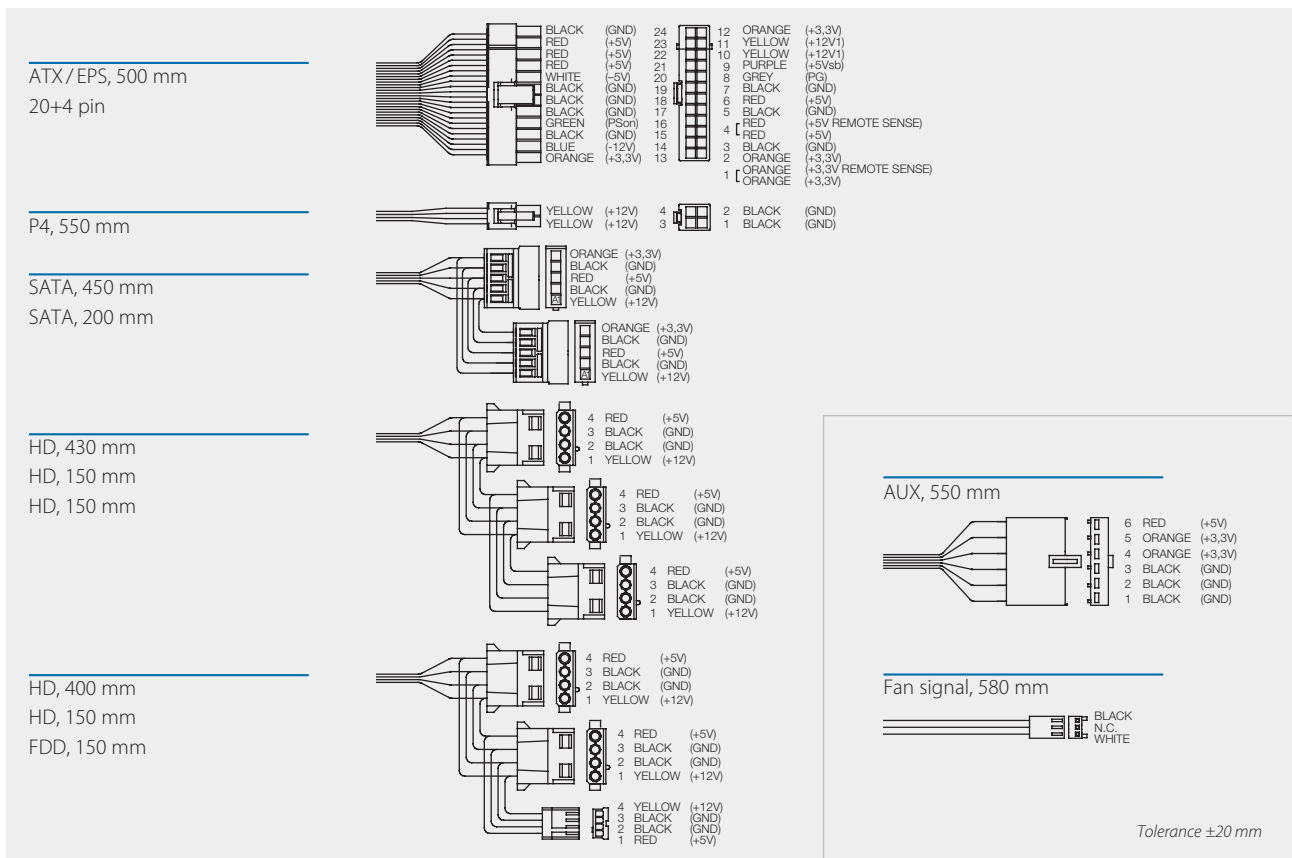 ATX / EPS, 500 mm
20+4 pin
BLACK (GND) 24
RED (+5V) 23
RED (+5V) 22
RED (+5V) 21
WHITE (–5V) 20
BLACK (GND) 19
BLACK (GND) 18
BLACK (GND) 17
GREEN (PSon) 16
BLACK (GND) 15
BLUE (-12V) 14
ORANGE (+3,3V) 13
12 ORANGE (+3,3V)
11 YELLOW (+12V1)
10 YELLOW (+12V1)
9 PURPLE (+5Vsb)
8 GREY (PG)
7 BLACK (GND)
6 RED (+5V)
5 BLACK (GND)
4 [ RED (+5V REMOTE SENSE)
RED (+5V)
3 BLACK (GND)
2 ORANGE (+3,3V)
1 [ ORANGE (+3,3V REMOTE SENSE)
ORANGE (+3,3V)
P4, 550 mm
YELLOW (+12V) 4
YELLOW (+12V) 3
2 BLACK (GND)
1 BLACK (GND)
SATA, 450 mm
SATA, 200 mm
ORANGE (+3,3V)
BLACK (GND)
RED (+5V)
BLACK (GND)
A1 YELLOW (+12V)
ORANGE (+3,3V)
BLACK (GND)
RED (+5V)
BLACK (GND)
A1 YELLOW (+12V)
HD, 430 mm
HD, 150 mm
HD, 150 mm
4 RED (+5V)
3 BLACK (GND)
2 BLACK (GND)
1 YELLOW (+12V)
4 RED (+5V)
3 BLACK (GND)
2 BLACK (GND)
1 YELLOW (+12V)
4 RED (+5V)
3 BLACK (GND)
2 BLACK (GND)
1 YELLOW (+12V)
HD, 400 mm
HD, 150 mm
FDD, 150 mm
4 RED (+5V)
3 BLACK (GND)
2 BLACK (GND)
1 YELLOW (+12V)
4 RED (+5V)
3 BLACK (GND)
2 BLACK (GND)
1 YELLOW (+12V)
4 YELLOW (+12V)
3 BLACK (GND)
2 BLACK (GND)
1 RED (+5V)
AUX, 550 mm
6 RED (+5V)
5 ORANGE (+3,3V)
4 ORANGE (+3,3V)
3 BLACK (GND)
2 BLACK (GND)
1 BLACK (GND)
Fan signal, 580 mm
BLACK
N.C.
WHITE
Tolerance ±20 mm